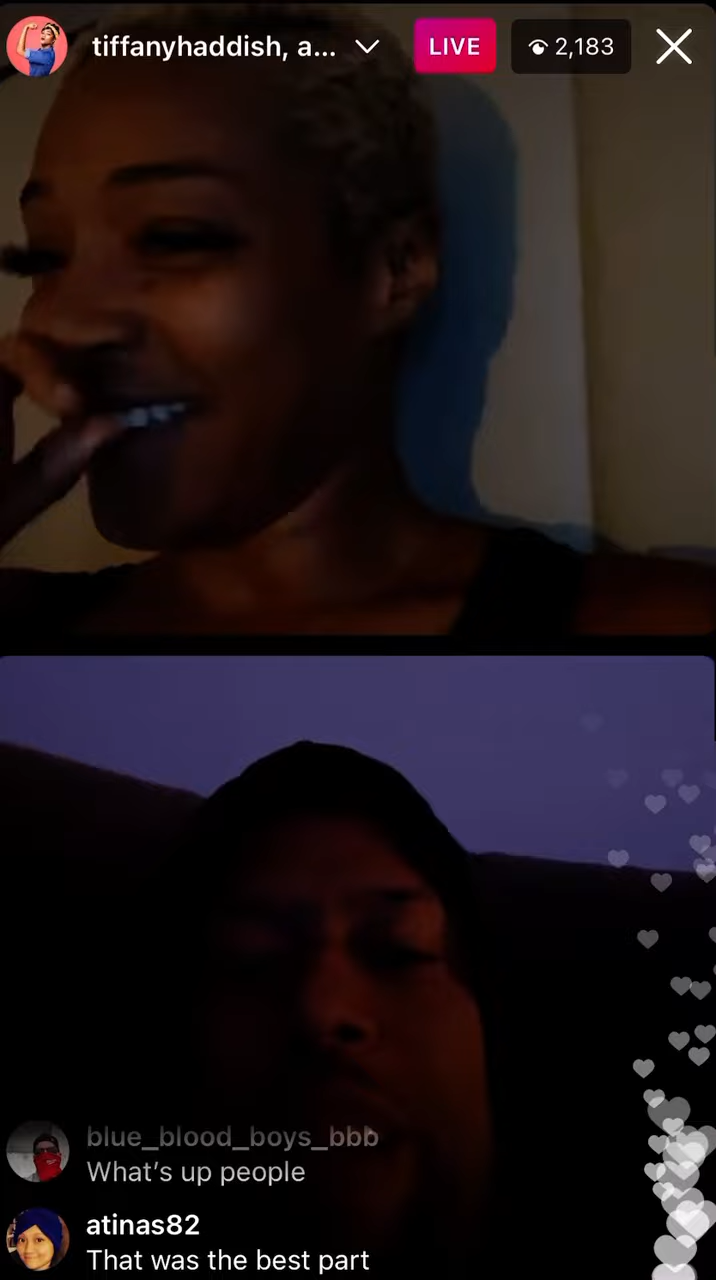 tiffanyhaddish, a...
LIVE
2,183
blue_blood_boys_bbb
What's up people
atinas82
That was the best part